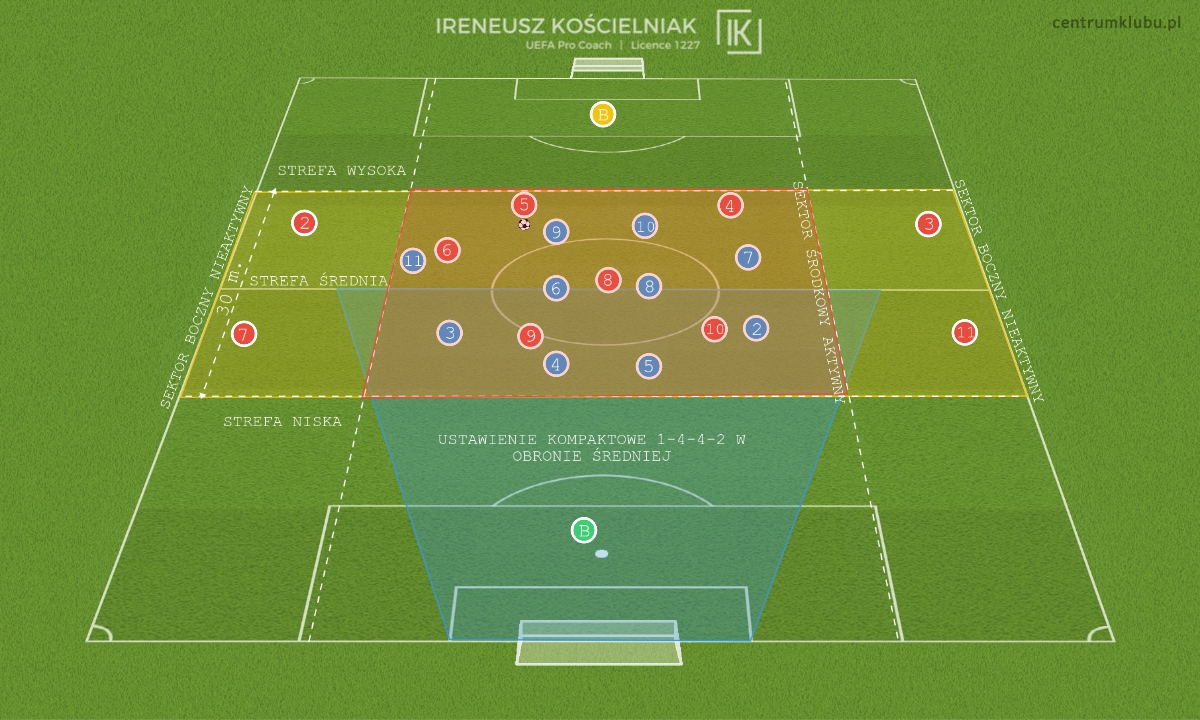 IRENEUSZ KOŚCIELNIAK
UEFA Pro Coach | Licence 1227
IK
centrumklubu.pl
B
STREFA WYSOKA
SEKTOR BOCZNY NIEAKTYWNY
SEKTOR ŚRODKOWY AKTYWNY
SEKTOR BOCZNY NIEAKTYWNY
5
4
2
3
9
10
6
11
7
STREFA ŚREDNIA
30 m.
8
6
8
7
3
9
10
2
11
4
5
STREFA NISKA
USTAWIENIE KOMPAKTOWE 1-4-4-2 W
OBRONIE ŚREDNIEJ
B